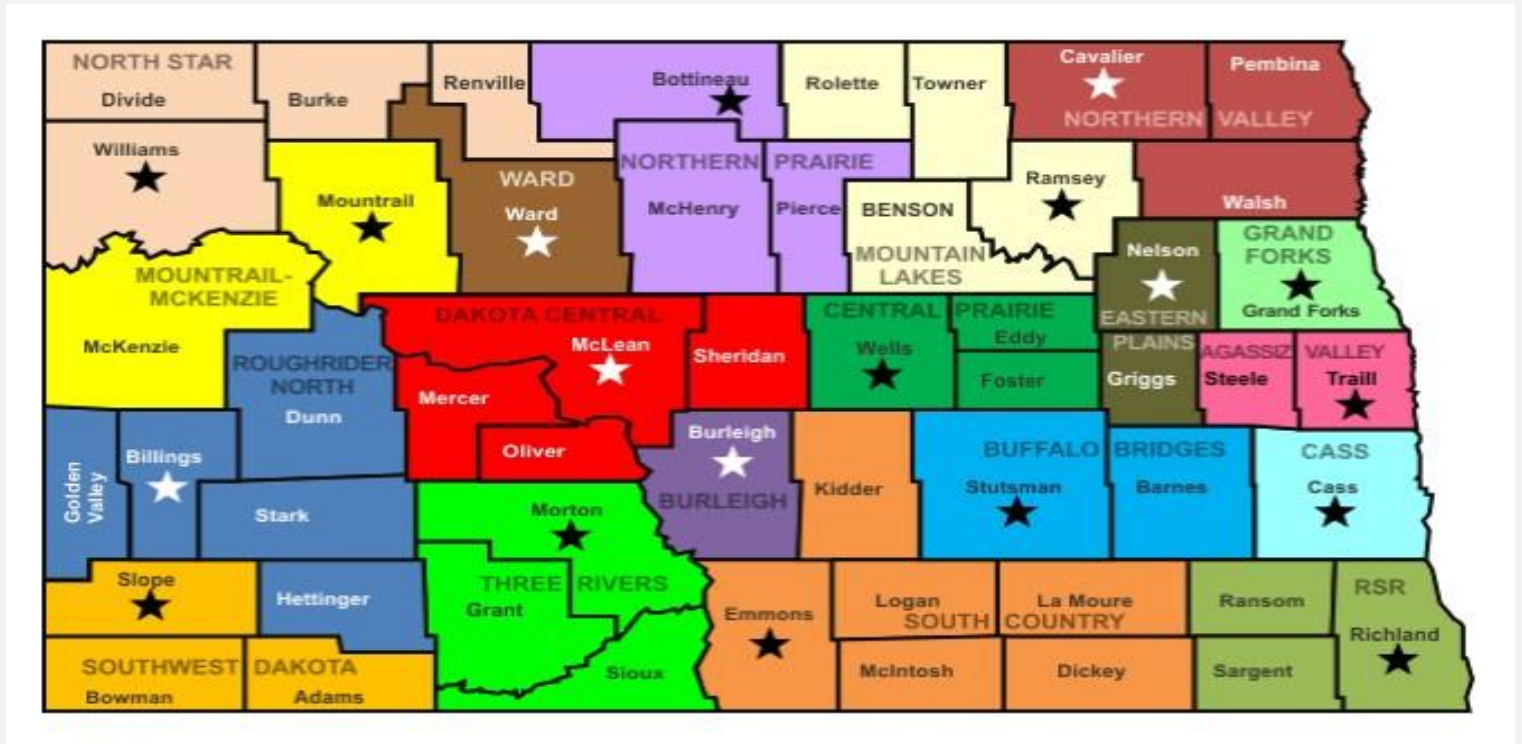 NORTH STAR
Divide
Burke
Renville
Bottineau
Rolette
Towner
Cavalier
Pembina
NORTHERN VALLEY
Williams
Mountrail
WARD
Ward
NORTHERN PRAIRIE
McHenry
Pierce
BENSON
Ramsey
Walsh
MOUNTAIN
LAKES
Nelson
GRAND
FORKS
Grand Forks
MOUNTRAIL-
MCKENZIE
McKenzie
DAKOTA CENTRAL
McLean
Sheridan
CENTRAL PRAIRIE
Wells
Eddy
Foster
EASTERN
PLAINS
Griggs
AGASSIZ VALLEY
Steele
Traill
ROUGHRIDER
NORTH
Dunn
Mercer
Oliver
Golden
Valley
Billings
Stark
Burleigh
BURLEIGH
Kidder
BUFFALO BRIDGES
Stutsman
Barnes
CASS
Cass
Morton
THREE RIVERS
Grant
Sioux
Slope
Hettinger
SOUTHWEST DAKOTA
Bowman
Adams
Emmons
Logan
La Moure
SOUTH COUNTRY
McIntosh
Dickey
Ransom
Sargent
RSR
Richland